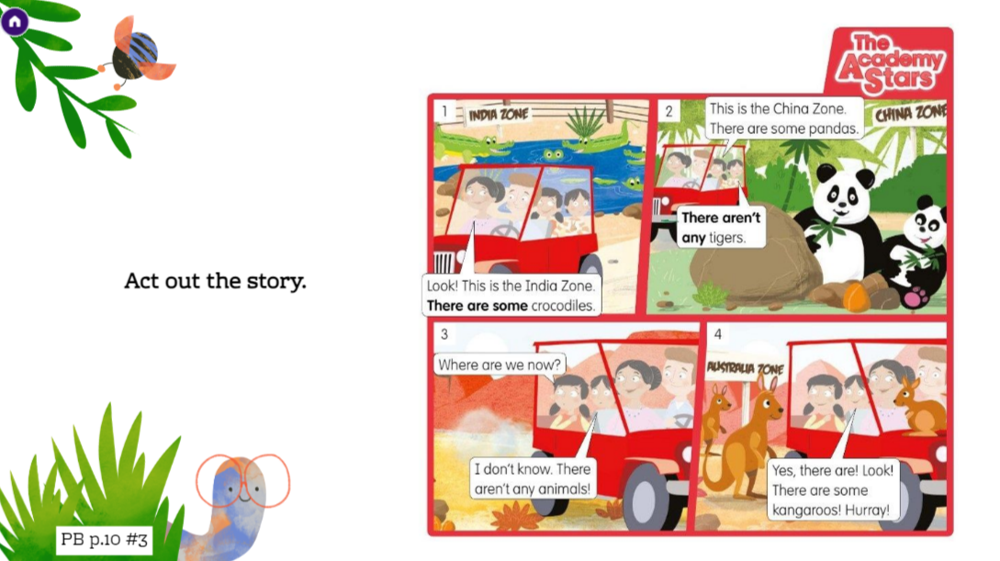 Act out the story.
PB p.10 #3
The
Academy
Stars
1
INDIA ZONE
Look! This is the India Zone.
There are some crocodiles.
2
This is the China Zone.
There are some pandas.
CHINA ZONE
There aren't
any tigers.
3
Where are we now?
I don't know. There
aren't any animals!
4
AUSTRALIA ZONE
Yes, there are! Look!
There are some
kangaroos! Hurray!